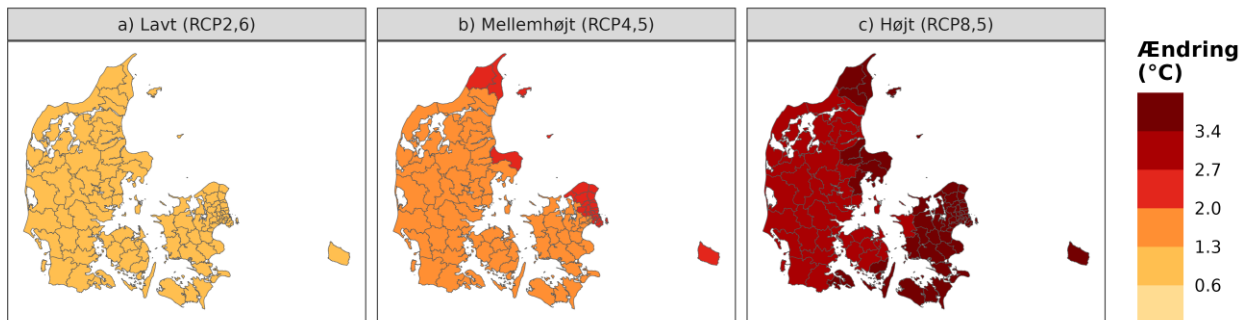 a) Lavt (RCP2,6)
b) Mellemhøjt (RCP4,5)
c) Højt (RCP8,5)
Ændring
(°C)
3.4
2.7
2.0
1.3
0.6